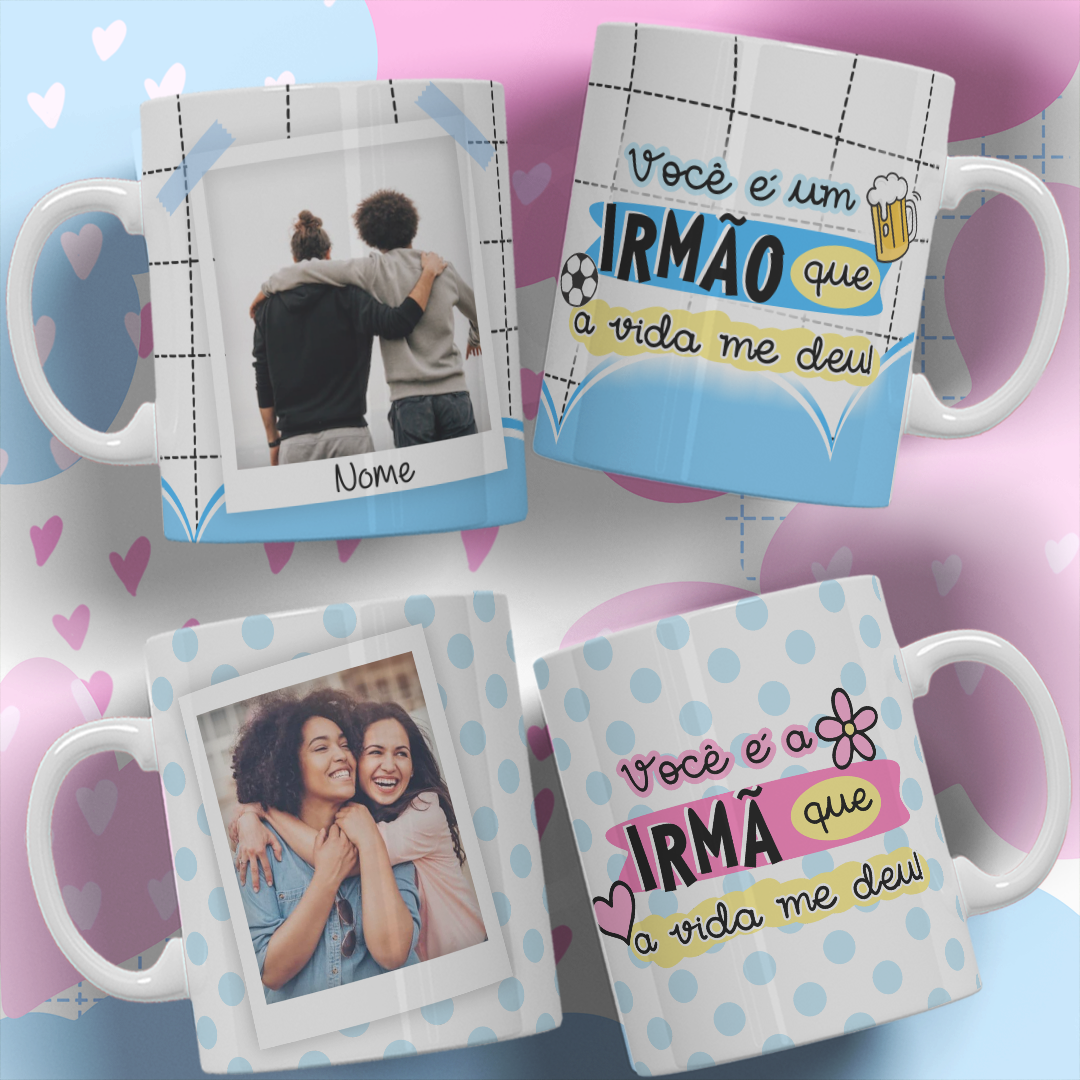 Nome
Você é um
IRMÃO que
a vida me deu!
Você é a
IRMÃ que
a vida me deu!